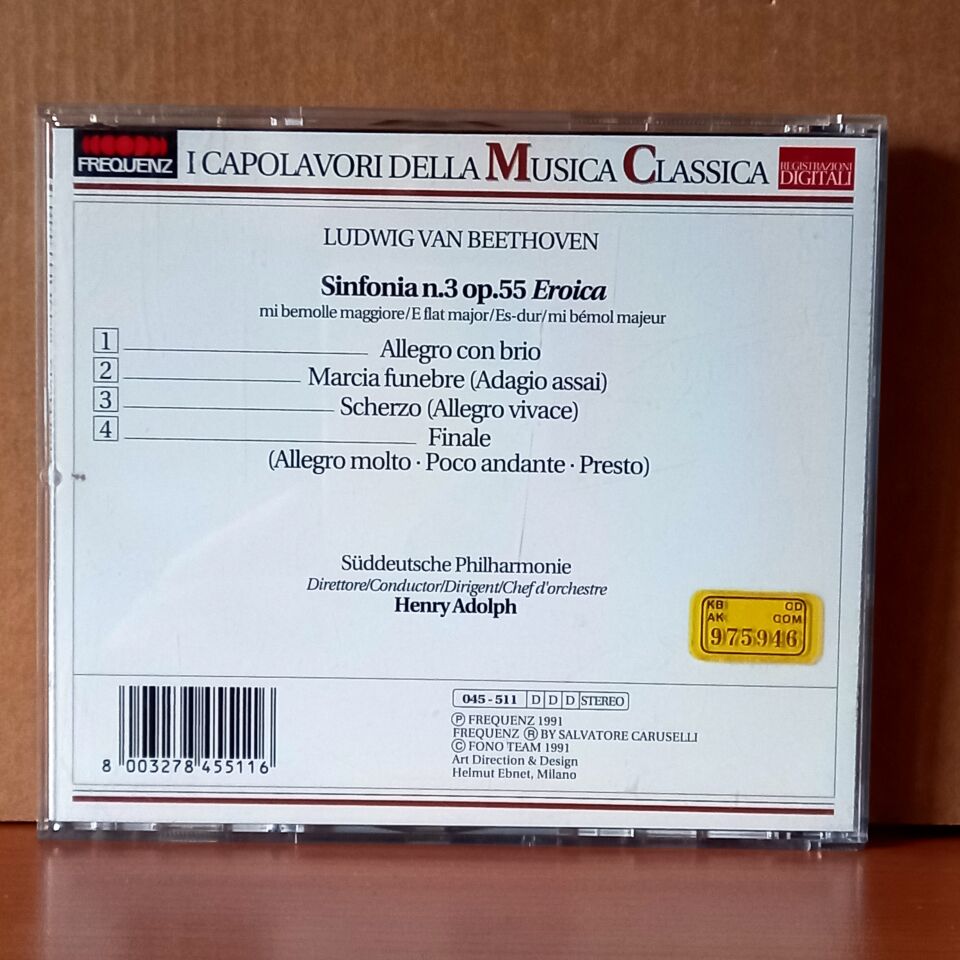 FREQUENZ
I CAPOLAVORI DELLA MUSICA CLASSICA
REGISTRAZIONI
DIGITALI
LUDWIG VAN BEETHOVEN
Sinfonia n.3 op.55 Eroica
mi bemolle maggiore/E flat major/Es-dur/mi bémol majeur
1 Allegro con brio
2 Marcia funebre (Adagio assai)
3 Scherzo (Allegro vivace)
4 Finale
(Allegro molto · Poco andante · Presto)
Süddeutsche Philharmonie
Direttore/Conductor/Dirigent/Chef d'orchestre
Henry Adolph
KB CD
AK COM
975946
045-511 D D D STEREO
Ⓟ FREQUENZ 1991
FREQUENZ Ⓡ BY SALVATORE CARUSELLI
© FONO TEAM 1991
Art Direction & Design
Helmut Ebnet, Milano
8 003278 455116